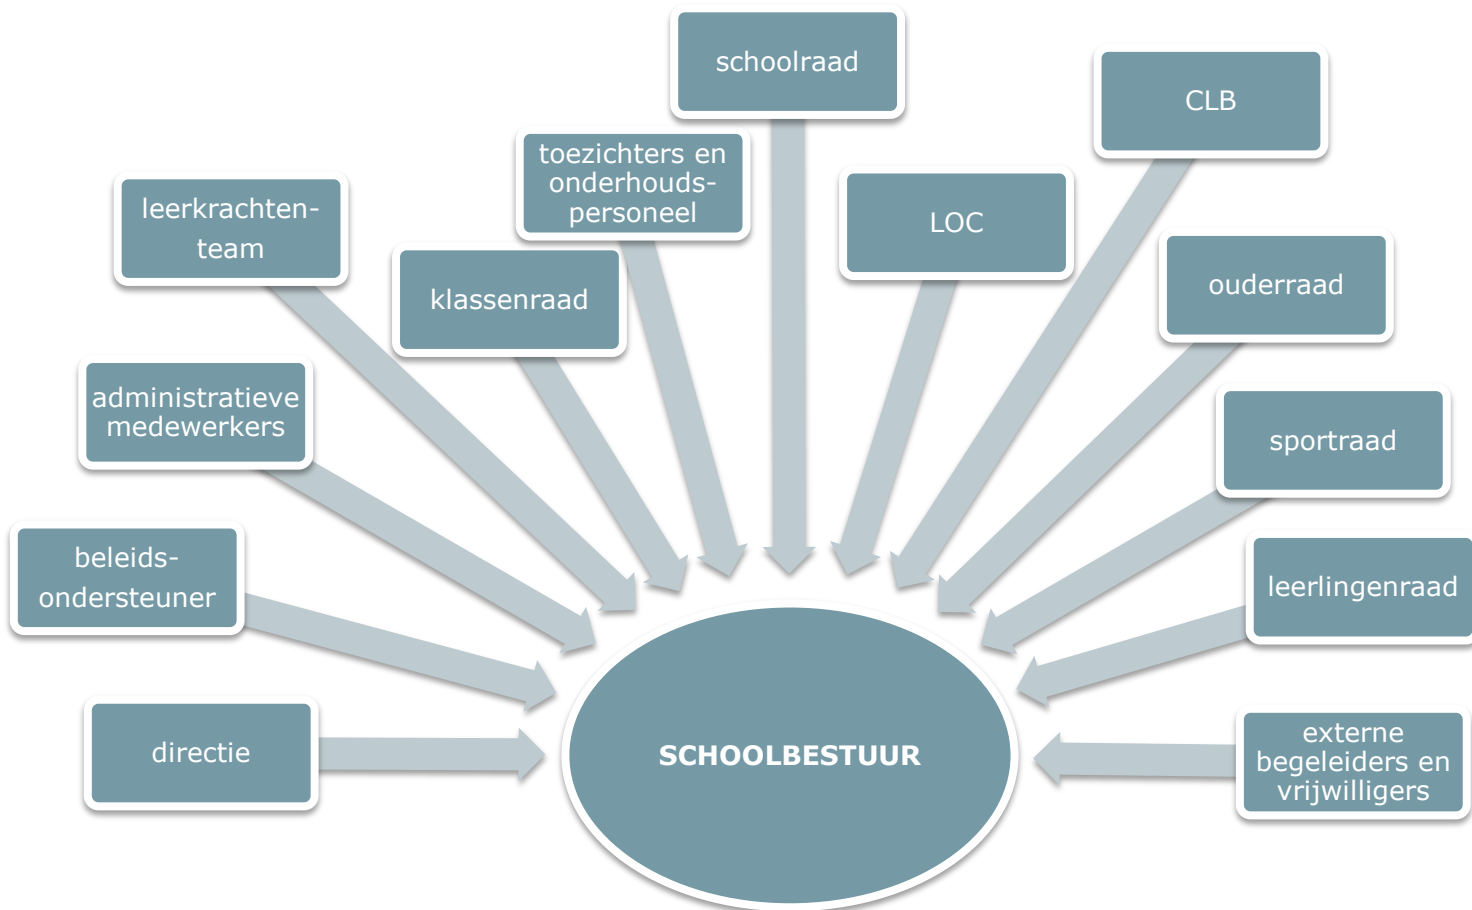 schoolraad
CLB
toezichters en
onderhouds-
personeel
leerkrachten-
team
LOC
klassenraad
ouderraad
administratieve
medewerkers
sportraad
beleids-
ondersteuner
leerlingenraad
directie
SCHOOLBESTUUR
externe
begeleiders en
vrijwilligers